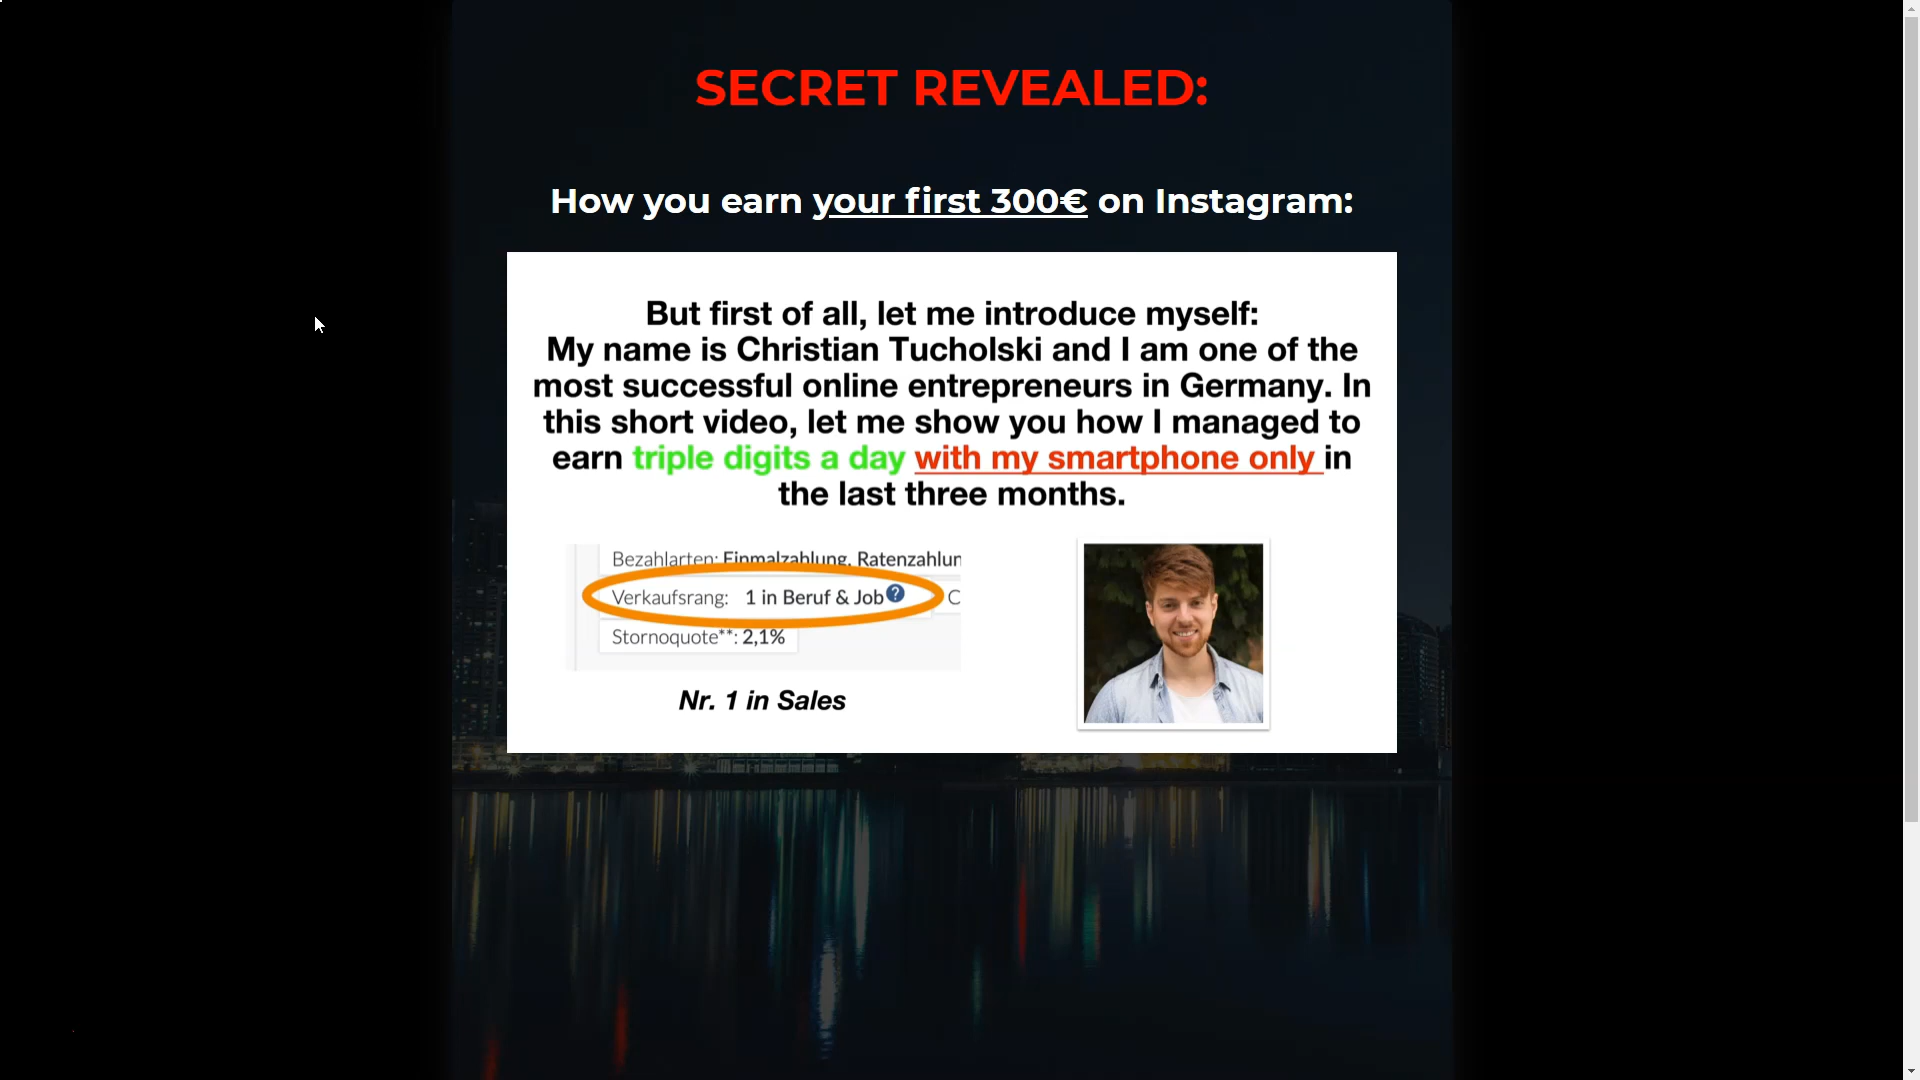 SECRET REVEALED:
How you earn your first 300€ on Instagram:
But first of all, let me introduce myself:
My name is Christian Tucholski and I am one of the
most successful online entrepreneurs in Germany. In
this short video, let me show you how I managed to
earn triple digits a day with my smartphone only in
the last three months.
Bezahlarten: Einmalzahlung, Ratenzahlun
Verkaufsrang: 1 in Beruf & Job ?
Stornoquote**: 2,1%
Nr. 1 in Sales